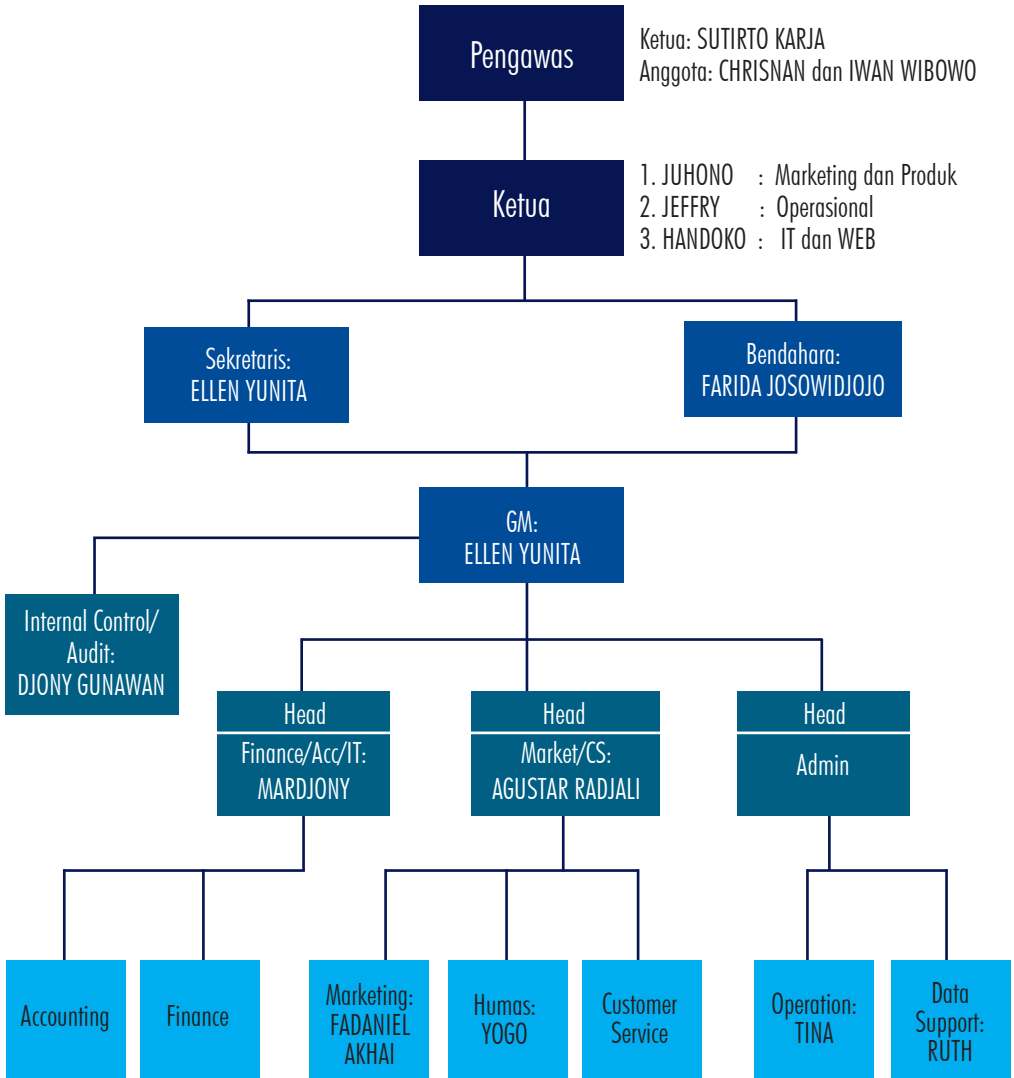 Pengawas
Ketua: SUTIRTO KARJA
Anggota: CHRISNAN dan IWAN WIBOWO
Ketua
1. JUHONO : Marketing dan Produk
2. JEFFRY : Operasional
3. HANDOKO : IT dan WEB
Sekretaris:
ELLEN YUNITA
Bendahara:
FARIDA JOSOWIDJOJO
GM:
ELLEN YUNITA
Internal Control/
Audit:
DJONY GUNAWAN
Head
Finance/Acc/IT:
MARDJONY
Head
Market/CS:
AGUSTAR RADJALI
Head
Admin
Accounting
Finance
Marketing:
FADANIEL
AKHAI
Humas:
YOGO
Customer
Service
Operation:
TINA
Data
Support:
RUTH